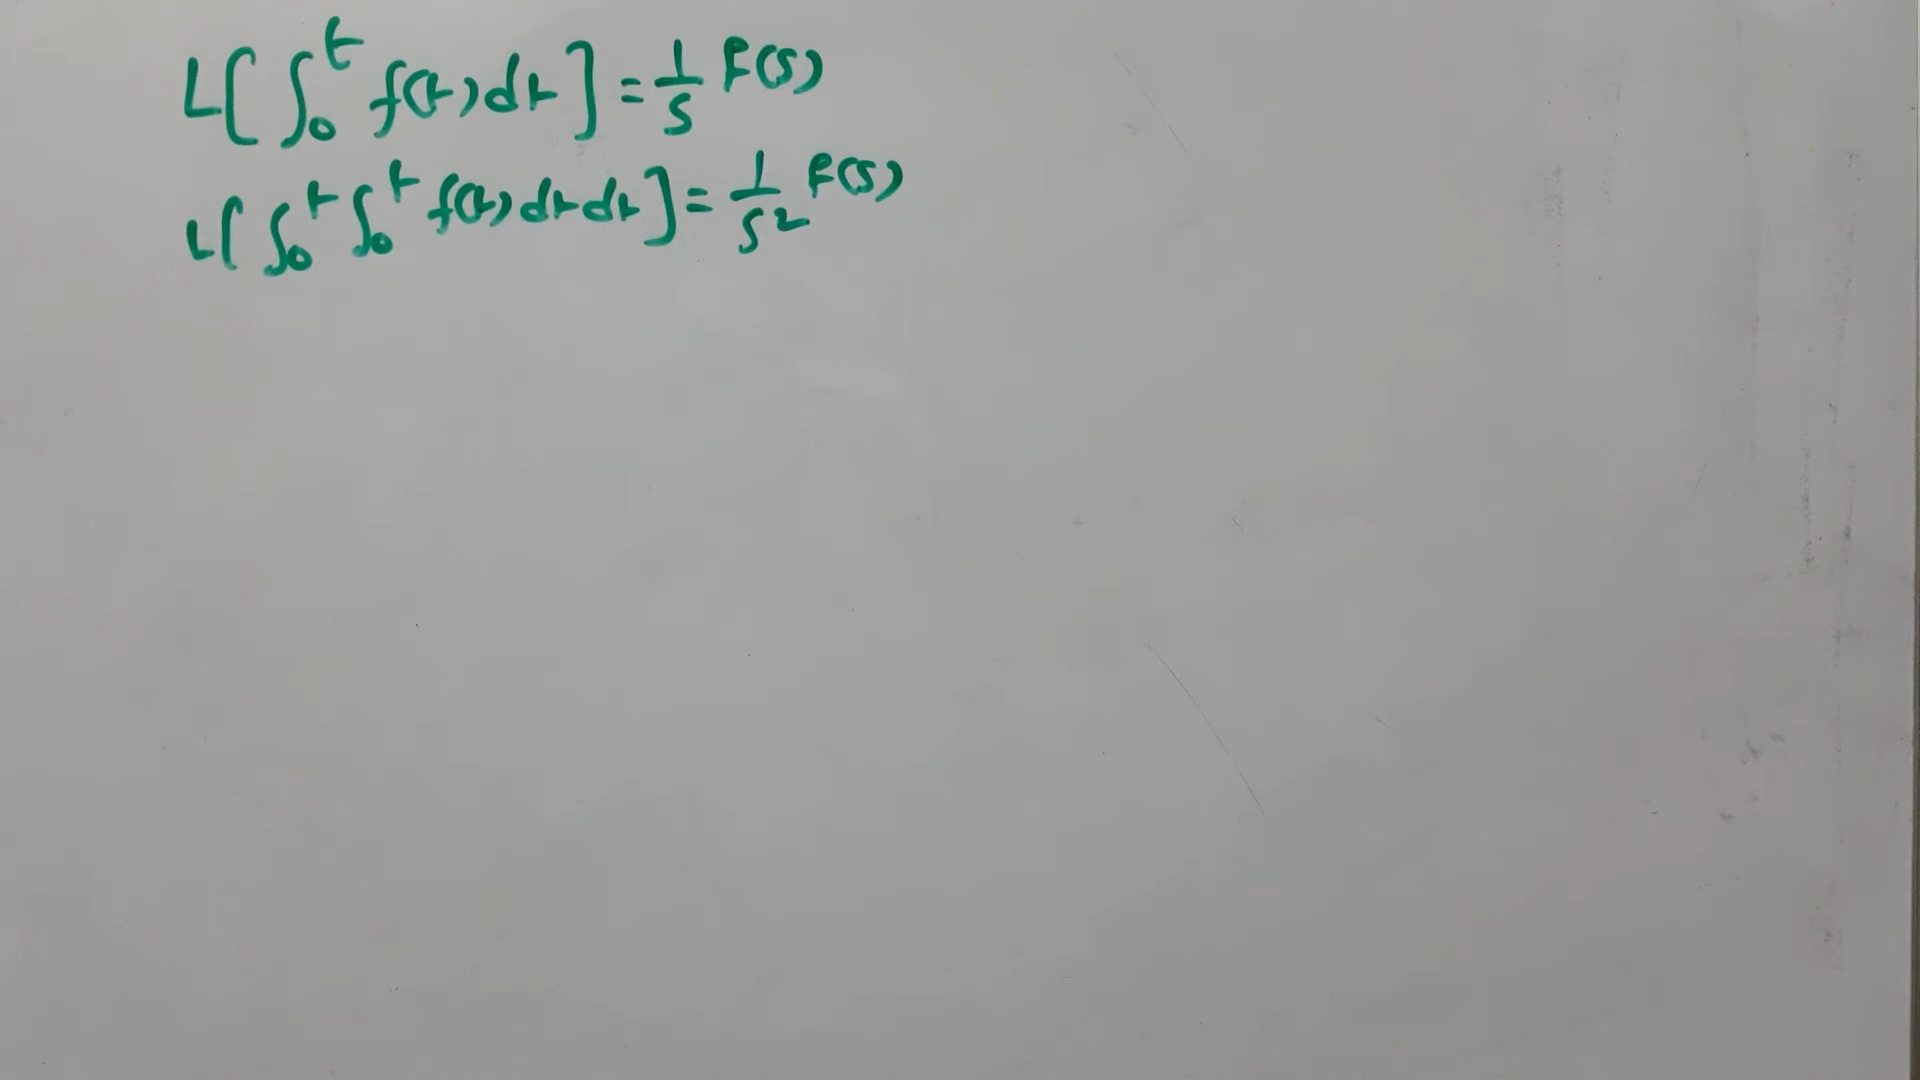 L[∫₀ᵗ f(t)dt] = 1/s F(s)
L[∫₀ᵗ ∫₀ᵗ f(t)dtdt] = 1/s² F(s)